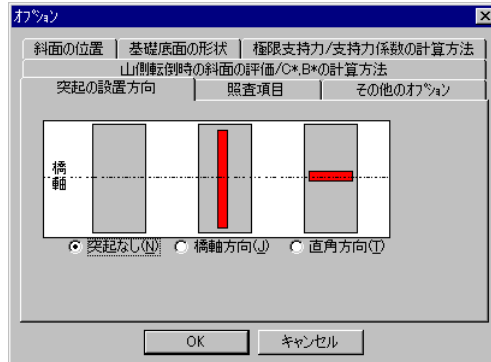 ｵﾌﾟｼｮﾝ
斜面の位置 基礎底面の形状 極限支持力/支持力係数の計算方法
山側転倒時の斜面の評価/C*,B*の計算方法
突起の設置方向 照査項目 その他のｵﾌﾟｼｮﾝ
橋軸
突起なし(N) 橋軸方向(J) 直角方向(T)
OK キャンセル